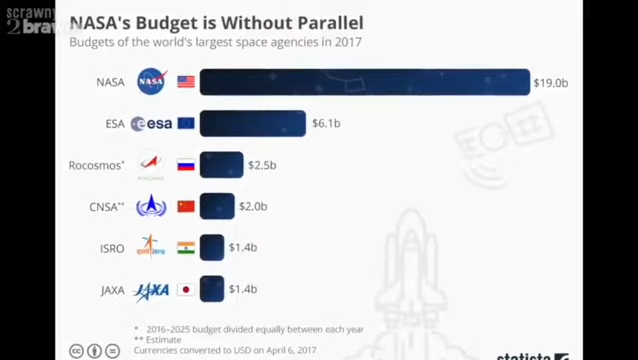 scrawny
2brawn
NASA's Budget is Without Parallel
Budgets of the world's largest space agencies in 2017
NASA NASA $19.0b
ESA esa $6.1b
Rocosmos* $2.5b
CNSA** $2.0b
ISRO $1.4b
JAXA JAXA $1.4b
* 2016-2025 budget divided equally between each year
** Estimate
Currencies converted to USD on April 6, 2017
statista